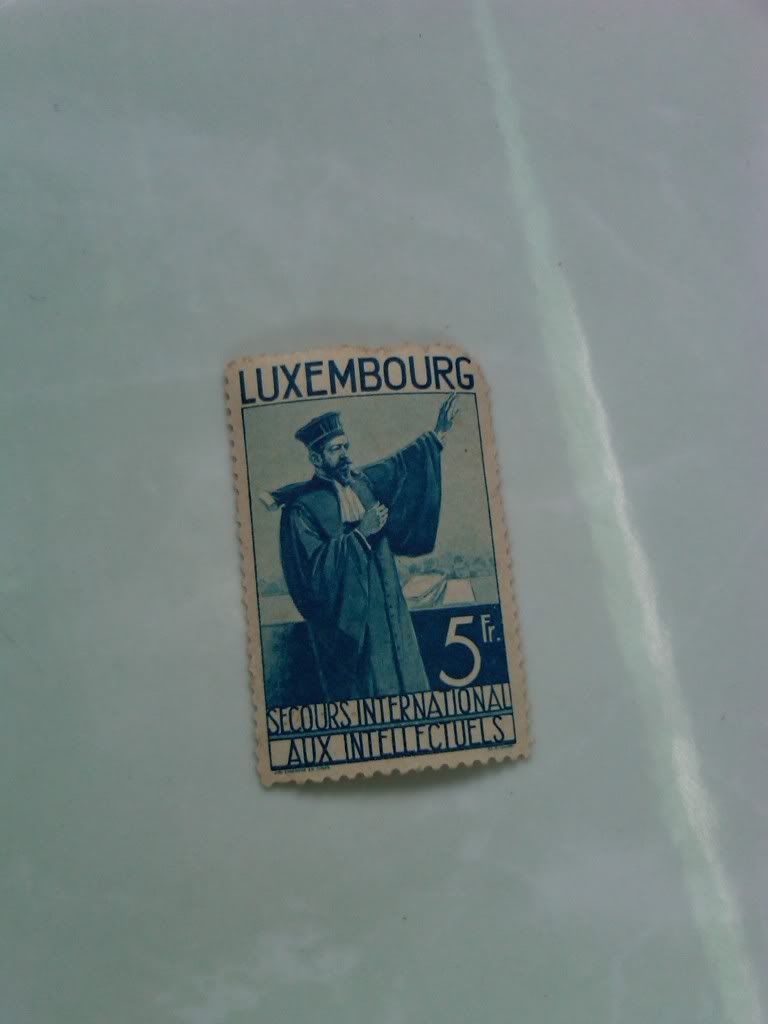 LUXEMBOURG
5 Fr.
SECOURS INTERNATIONAL
AUX INTELLECTUELS